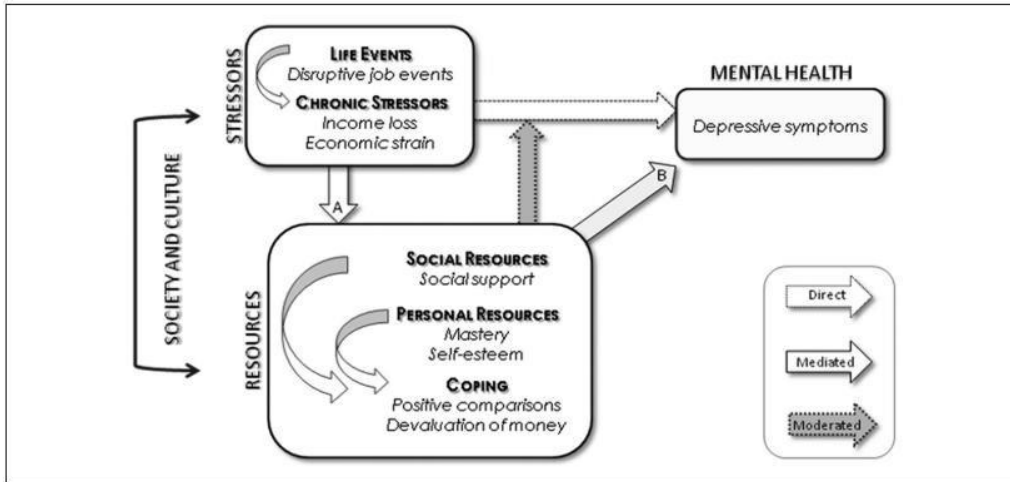 SOCIETY AND CULTURE
STRESSORS
LIFE EVENTS
Disruptive job events
CHRONIC STRESSORS
Income loss
Economic strain
MENTAL HEALTH
Depressive symptoms
A
B
RESOURCES
SOCIAL RESOURCES
Social support
PERSONAL RESOURCES
Mastery
Self-esteem
COPING
Positive comparisons
Devaluation of money
Direct
Mediated
Moderated